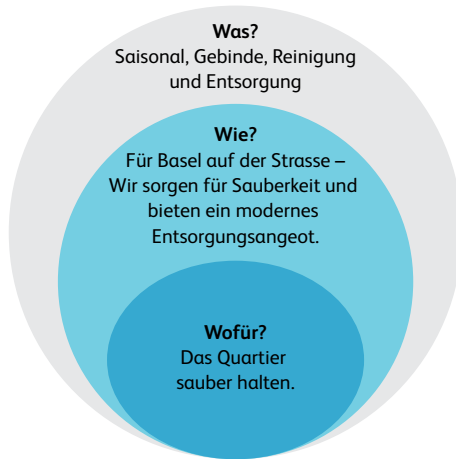 Was?
Saisonal, Gebinde, Reinigung
und Entsorgung
Wie?
Für Basel auf der Strasse –
Wir sorgen für Sauberkeit und
bieten ein modernes
Entsorgungsangeot.
Wofür?
Das Quartier
sauber halten.